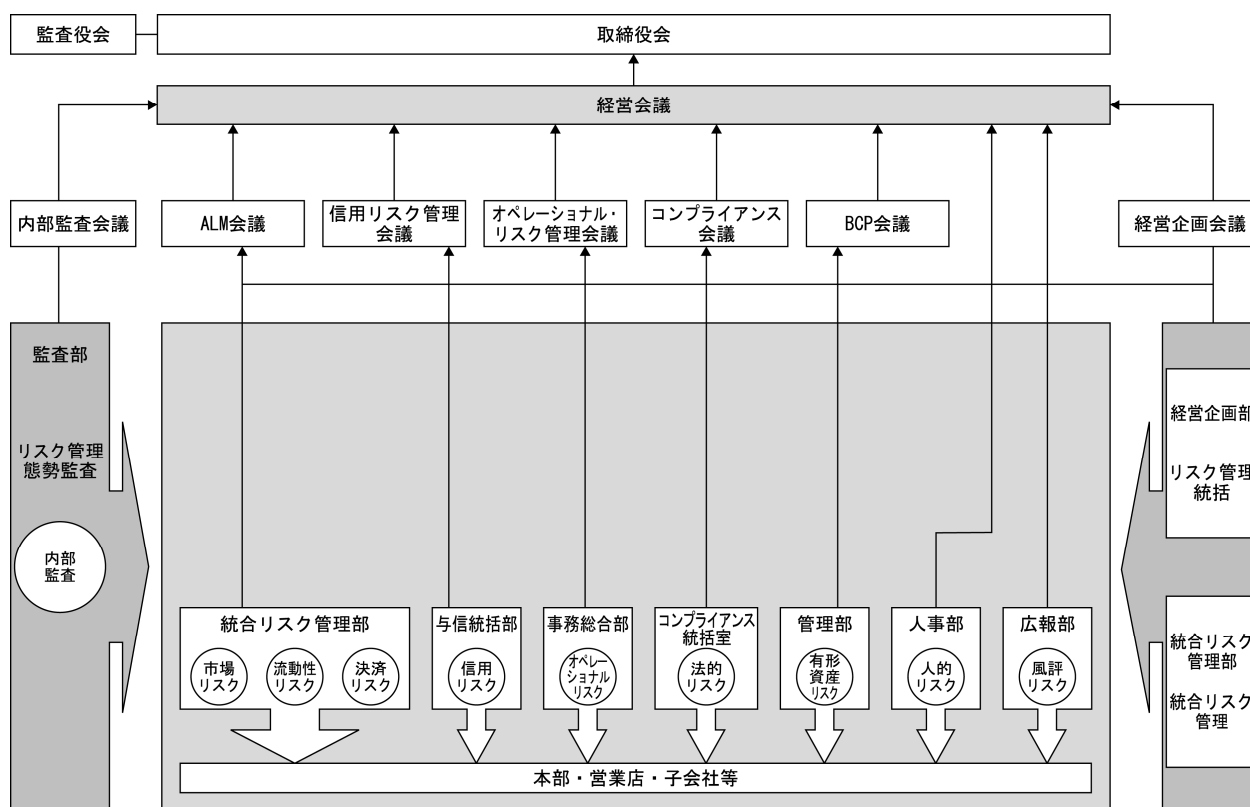 監査役会
取締役会
経営会議
内部監査会議
ALM会議
信用リスク管理
会議
オペレーショナル・
リスク管理会議
コンプライアンス
会議
BCP会議
経営企画会議
監査部
リスク管理
態勢監査
内部
監査
経営企画部
リスク管理
統括
統合リスク
管理部
統合リスク
管理
統合リスク管理部
市場
リスク
流動性
リスク
決済
リスク
与信統括部
信用
リスク
事務総合部
オペレー
ショナル
リスク
コンプライアンス
統括室
法的
リスク
管理部
有形
資産
リスク
人事部
人的
リスク
広報部
風評
リスク
本部・営業店・子会社等